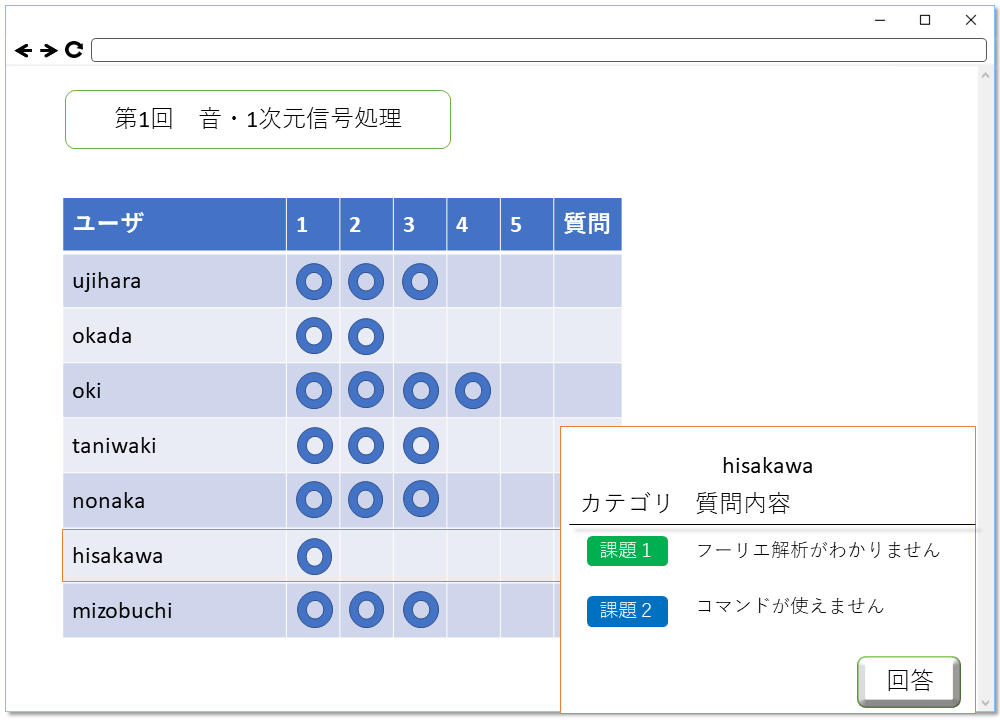 第1回　音・1次元信号処理
ユーザ 1 2 3 4 5 質問
ujihara
okada
oki
taniwaki
nonaka
hisakawa
mizobuchi
hisakawa
カテゴリ 質問内容
課題１ フーリエ解析がわかりません
課題２ コマンドが使えません
回答